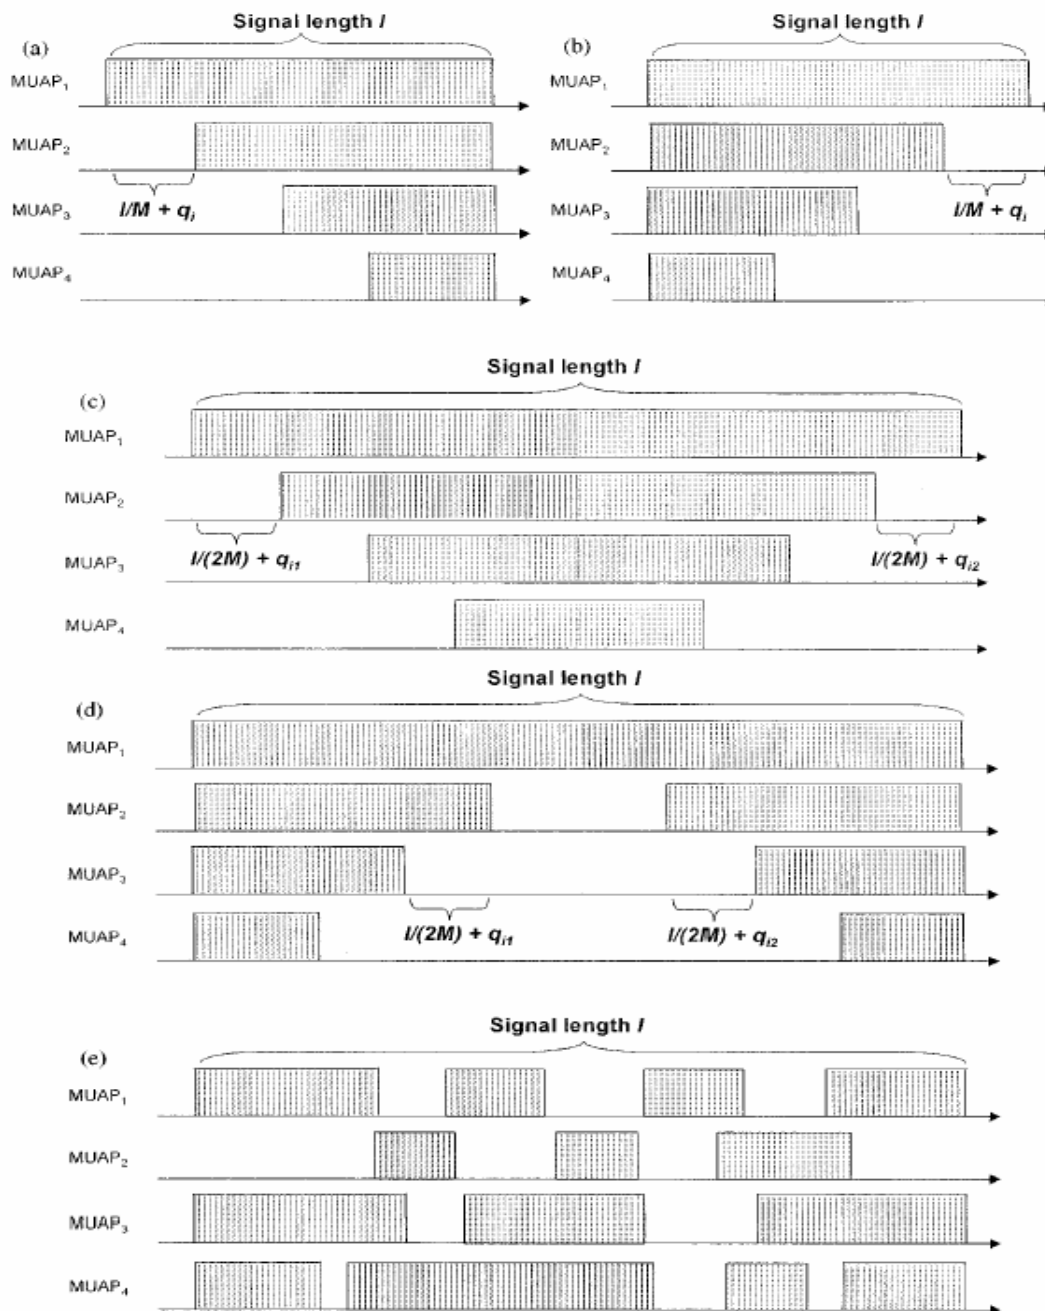 Signal length l
(a)
MUAP1
MUAP2
l/M + qi
MUAP3
MUAP4
Signal length l
(b)
MUAP1
MUAP2
l/M + qi
MUAP3
MUAP4
Signal length l
(c)
MUAP1
MUAP2
l/(2M) + qi1
l/(2M) + qi2
MUAP3
MUAP4
Signal length l
(d)
MUAP1
MUAP2
MUAP3
l/(2M) + qi1
l/(2M) + qi2
MUAP4
Signal length l
(e)
MUAP1
MUAP2
MUAP3
MUAP4